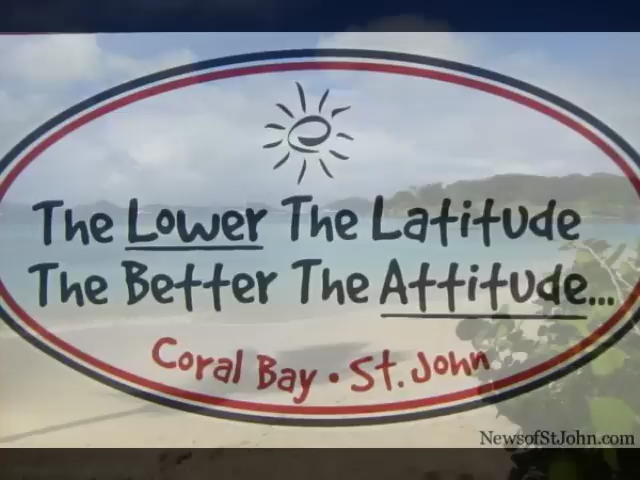 The Lower The Latitude
The Better The Attitude...
Coral Bay • St. John
NewsofStJohn.com